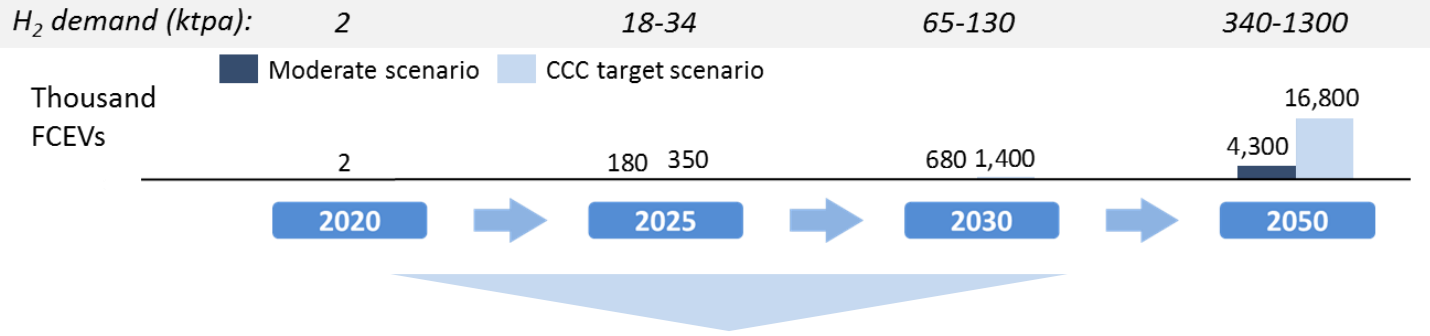 H₂ demand (ktpa): 2 18-34 65-130 340-1300
Moderate scenario CCC target scenario
Thousand
FCEVs
16,800
4,300
2 180 350 680 1,400
2020 2025 2030 2050